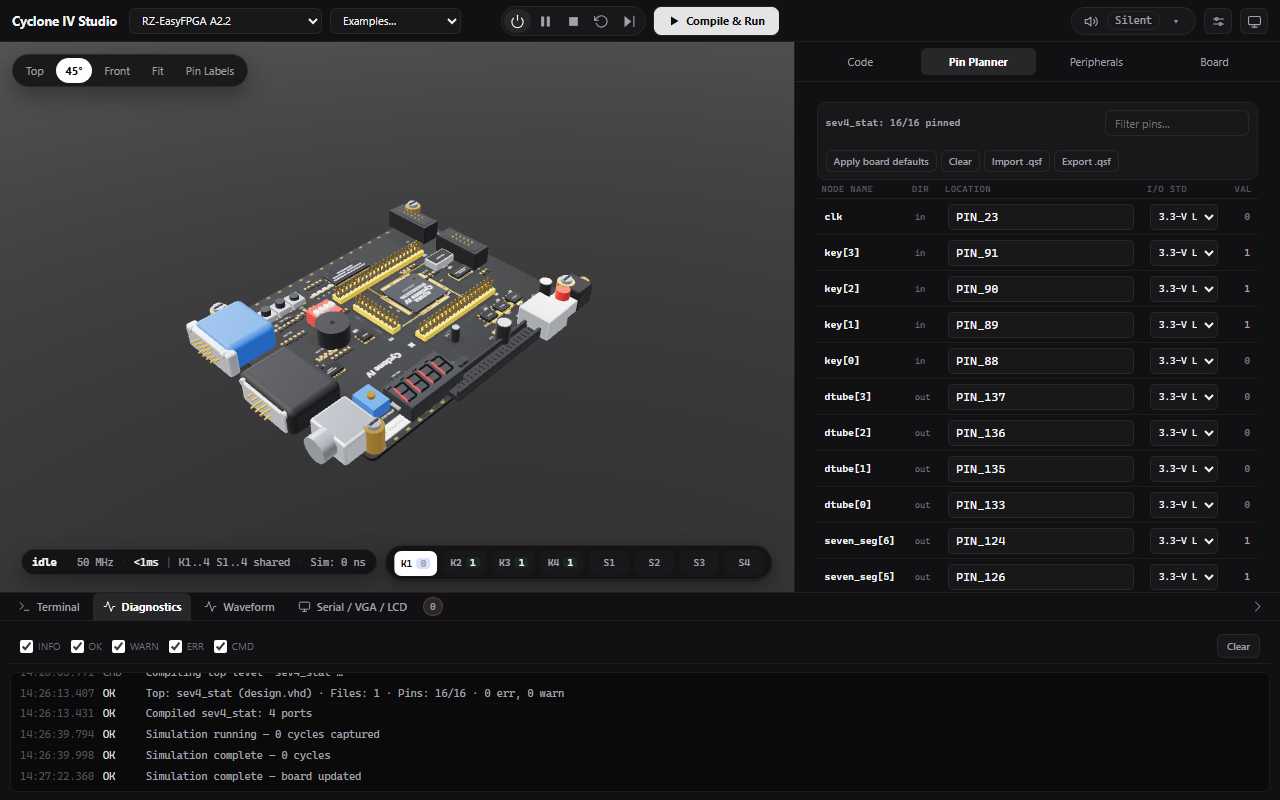 Cyclone IV Studio RZ-EasyFPGA A2.2 Examples... Compile & Run Silent
Top 45° Front Fit Pin Labels
Code Pin Planner Peripherals Board
sev4_stat: 16/16 pinned Filter pins...
Apply board defaults Clear Import .qsf Export .qsf
NODE NAME DIR LOCATION I/O STD VAL
clk in PIN_23 3.3-V L 0
key[3] in PIN_91 3.3-V L 1
key[2] in PIN_90 3.3-V L 1
key[1] in PIN_89 3.3-V L 1
key[0] in PIN_88 3.3-V L 0
dtube[3] out PIN_137 3.3-V L 0
dtube[2] out PIN_136 3.3-V L 0
dtube[1] out PIN_135 3.3-V L 0
dtube[0] out PIN_133 3.3-V L 0
seven_seg[6] out PIN_124 3.3-V L 1
seven_seg[5] out PIN_126 3.3-V L 1
Cyclone IV
idle · 50 MHz · <1ms | K1..4 S1..4 shared · Sim: 0 ns
K1 0 K2 1 K3 1 K4 1 S1 S2 S3 S4
Terminal Diagnostics Waveform Serial / VGA / LCD 0
INFO OK WARN ERR CMD Clear
Compiling top level "sev4_stat"…
14:26:13.407 OK Top: sev4_stat (design.vhd) · Files: 1 · Pins: 16/16 · 0 err, 0 warn
14:26:13.431 OK Compiled sev4_stat: 4 ports
14:26:39.794 OK Simulation running — 0 cycles captured
14:26:39.998 OK Simulation complete — 0 cycles
14:27:22.360 OK Simulation complete — board updated